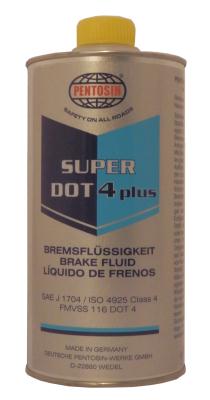 PENTOSIN
SAFETY ON ALL ROADS
SUPER
DOT 4 plus
BREMSFLÜSSIGKEIT
BRAKE FLUID
LÍQUIDO DE FRENOS
SAE J 1704 / ISO 4925 Class 4
FMVSS 116 DOT 4
MADE IN GERMANY
DEUTSCHE PENTOSIN-WERKE GMBH
D-22880 WEDEL